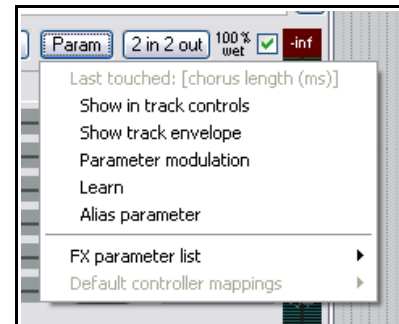 Param 2 in 2 out 100% wet -inf
Last touched: [chorus length (ms)]
Show in track controls
Show track envelope
Parameter modulation
Learn
Alias parameter
FX parameter list
Default controller mappings